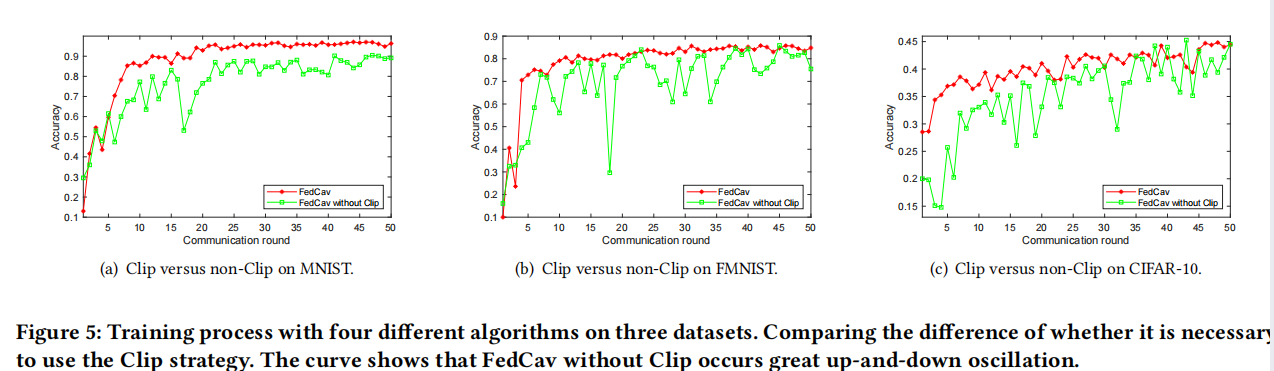 0.9
0.8
0.7
0.6
0.5
0.4
0.3
0.2
0.1
Accuracy
5 10 15 20 25 30 35 40 45 50
Communication round
FedCav
FedCav without Clip
(a) Clip versus non-Clip on MNIST.
0.9
0.8
0.7
0.6
0.5
0.4
0.3
0.2
0.1
Accuracy
5 10 15 20 25 30 35 40 45 50
Communication round
FedCav
FedCav without Clip
(b) Clip versus non-Clip on FMNIST.
0.45
0.4
0.35
0.3
0.25
0.2
0.15
Accuracy
5 10 15 20 25 30 35 40 45 50
Communication round
FedCav
FedCav without Clip
(c) Clip versus non-Clip on CIFAR-10.
Figure 5: Training process with four different algorithms on three datasets. Comparing the difference of whether it is necessary
to use the Clip strategy. The curve shows that FedCav without Clip occurs great up-and-down oscillation.